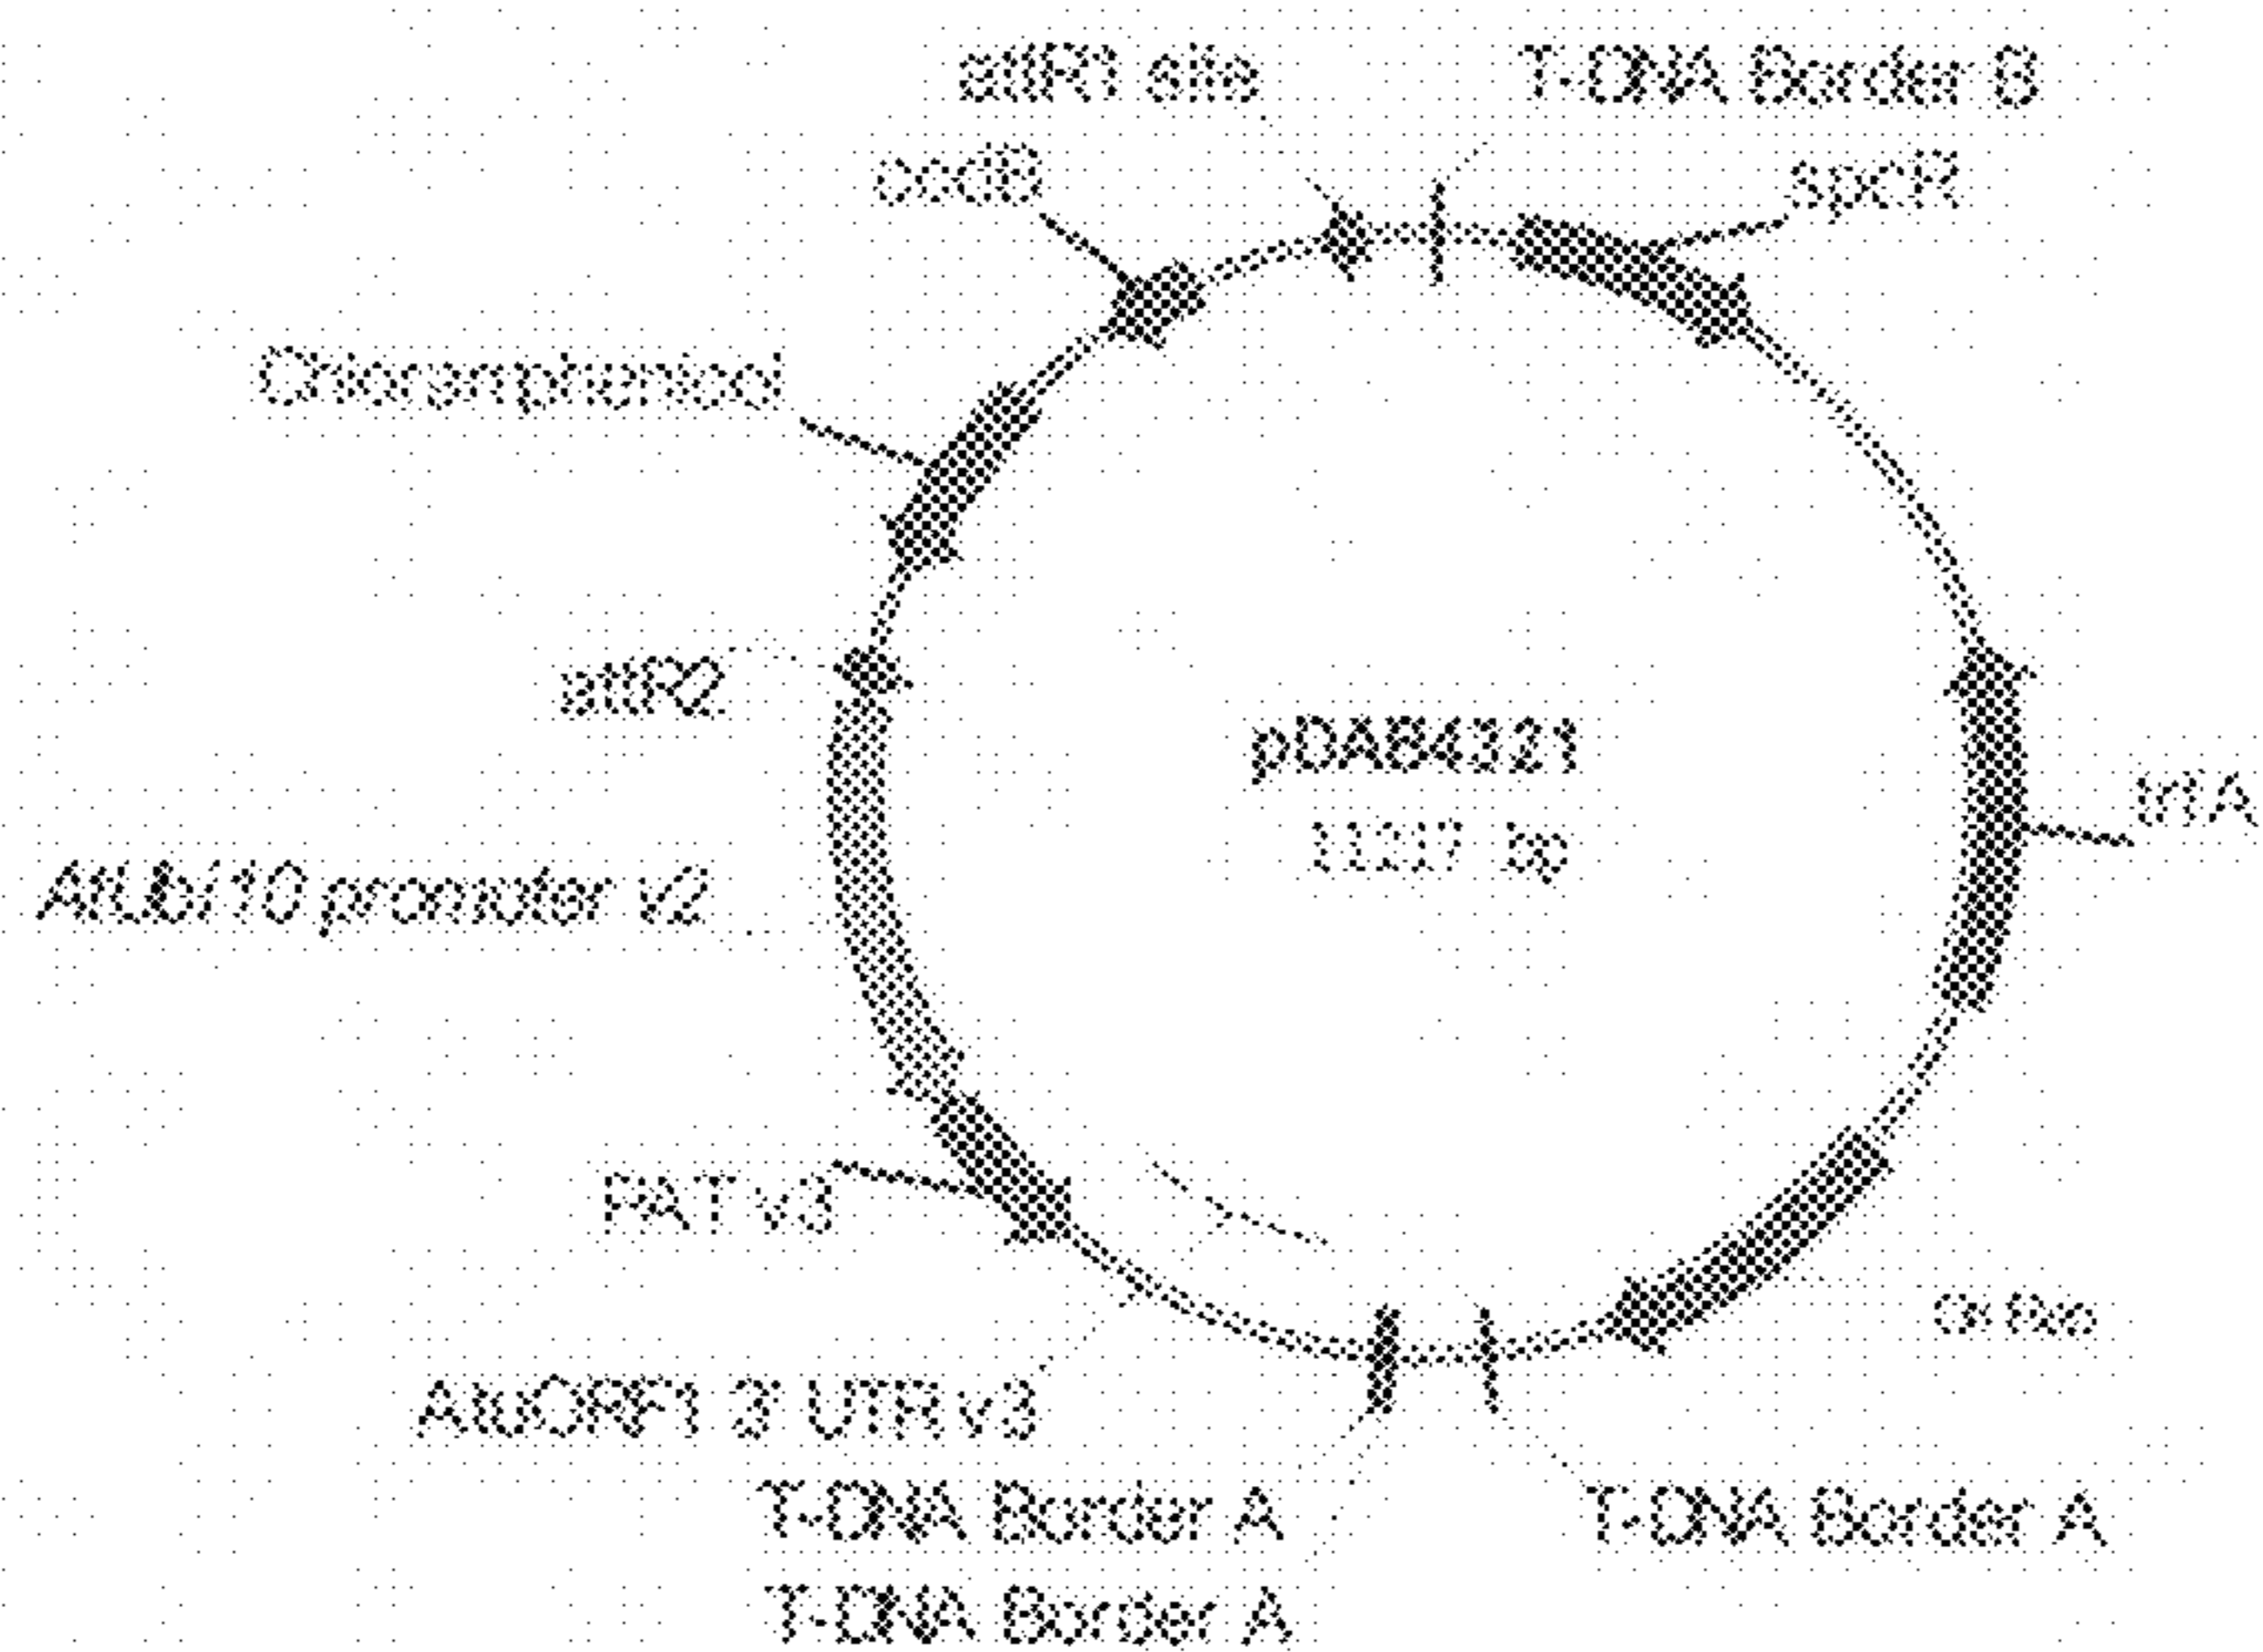 attR1 site
T-DNA Border B
ccdB
spcR
Chloramphenicol
attR2
pDAB4321
trfA
AtUbi10 promoter v2
PAT v3
Ori Rep
AtuORF1 3' UTR v3
T-DNA Border A
T-DNA Border A
T-DNA Border A